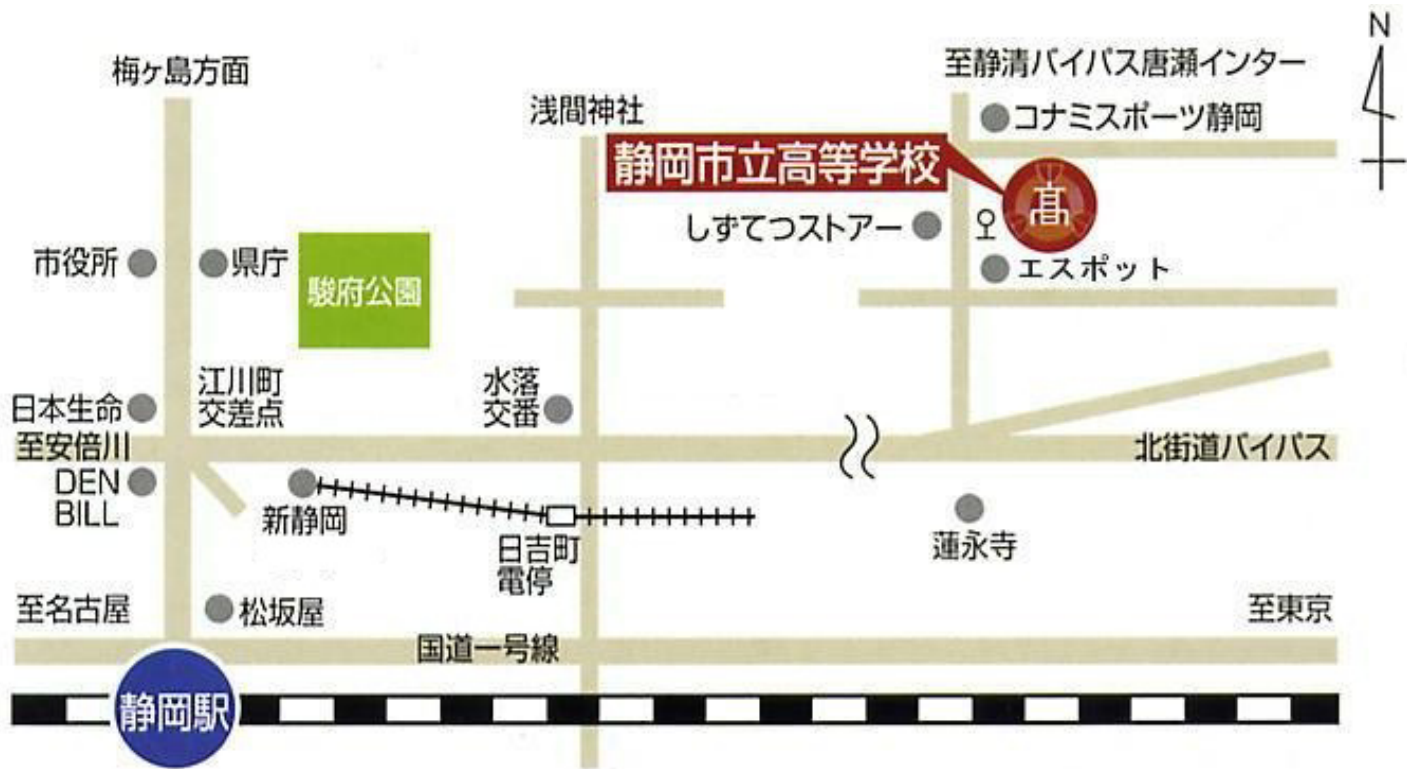 N
梅ヶ島方面
至静清バイパス唐瀬インター
浅間神社
コナミスポーツ静岡
静岡市立高等学校
高
しずてつストアー
市役所
県庁
エスポット
駿府公園
江川町
交差点
水落
交番
日本生命
至安倍川
北街道バイパス
DEN
BILL
新静岡
日吉町
電停
蓮永寺
至名古屋
松坂屋
至東京
国道一号線
静岡駅